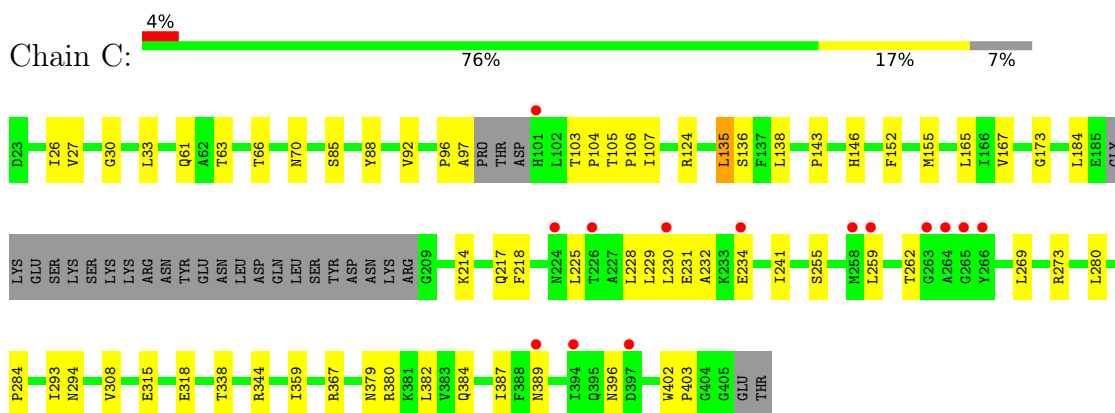 4%
Chain C:
76% 17% 7%
D23 I26 V27 G30 L33 Q61 A62 T63 T66 N70 S85 Y88 V92 P96 A97 PRO THR ASP H101 L102 T103 P104 T105 P106 I107 R124 L135 S136 F137 L138 P143 H146 F152 M155 L165 I166 V167 G173 L184 E185 GLY
LYS GLU SER LYS SER LYS LYS ARG ASN TYR GLU ASN LEU ASP GLN LEU SER TYR ASP ASN LYS ARG G209 K214 Q217 F218 N224 L225 T226 A227 L228 L229 L230 E231 A232 K233 E234 I241 S255 M258 L259 T262 G263 A264 G265 Y266 L269 R273 L280
P284 I293 N294 V308 E315 E318 T338 R344 I359 R367 N379 R380 K381 L382 V383 Q384 I387 F388 N389 I394 Q395 N396 D397 W402 P403 G404 G405 GLU THR